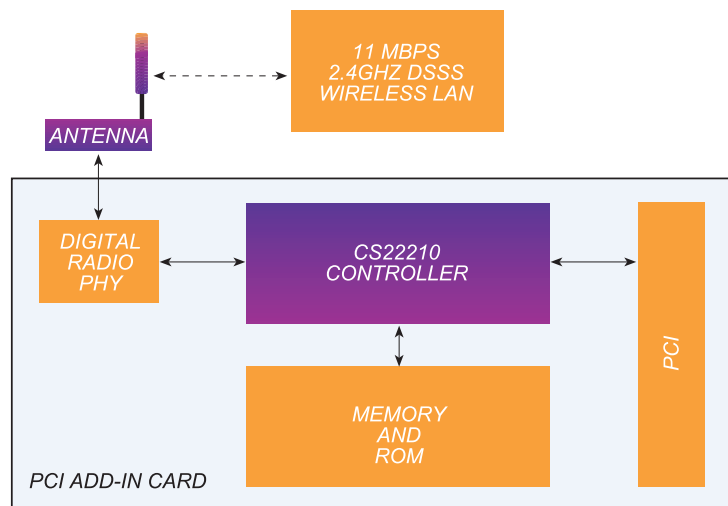 11 MBPS
2.4GHZ DSSS
WIRELESS LAN
ANTENNA
DIGITAL
RADIO
PHY
CS22210
CONTROLLER
PCI
MEMORY
AND
ROM
PCI ADD-IN CARD